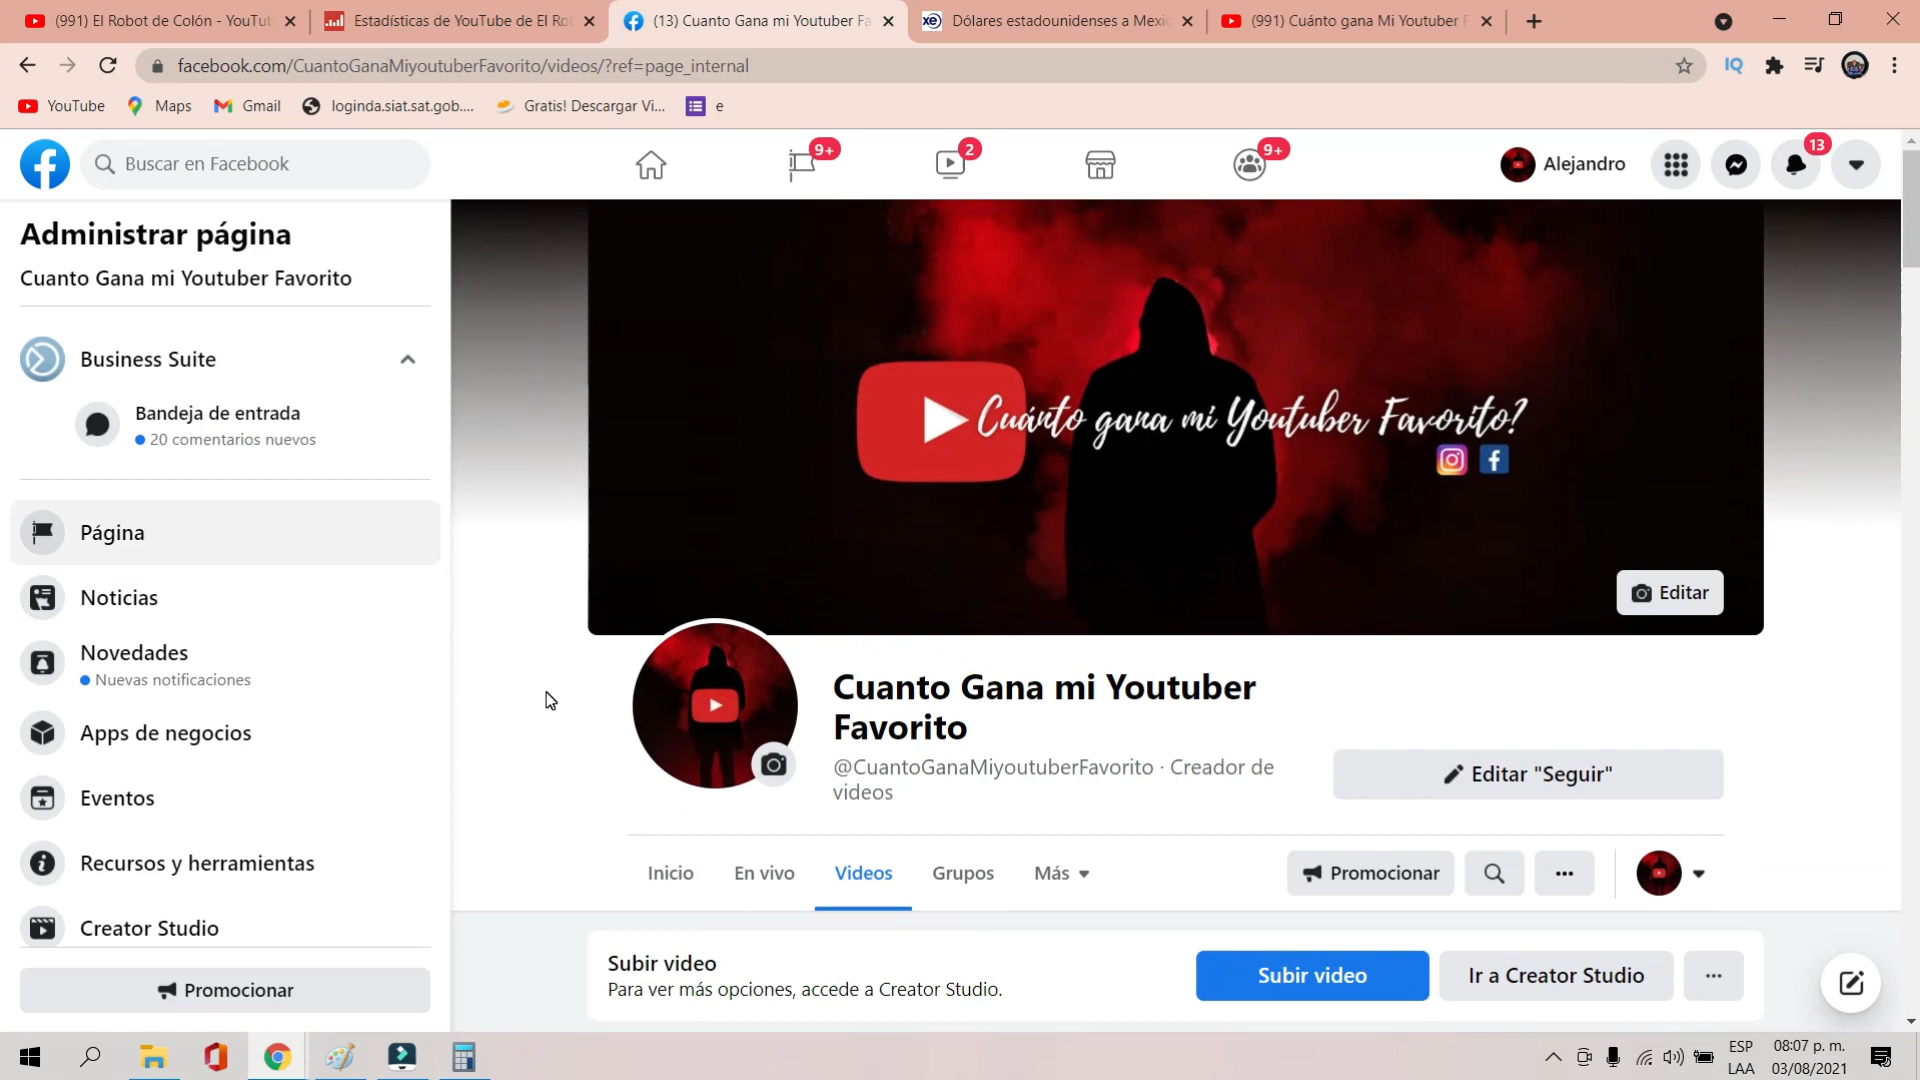 (991) El Robot de Colón - YouTub
Estadísticas de YouTube de El Ro
(13) Cuanto Gana mi Youtuber Fa
Dólares estadounidenses a Mexi
(991) Cuánto gana Mi Youtuber F
facebook.com/CuantoGanaMiyoutuberFavorito/videos/?ref=page_internal
IQ
YouTube
Maps
Gmail
loginda.siat.sat.gob....
Gratis! Descargar Vi...
e
Buscar en Facebook
9+
2
9+
Alejandro
13
Administrar página
Cuanto Gana mi Youtuber Favorito
Business Suite
Bandeja de entrada
20 comentarios nuevos
Página
Noticias
Novedades
Nuevas notificaciones
Apps de negocios
Eventos
Recursos y herramientas
Creator Studio
Promocionar
Cuánto gana mi Youtuber Favorito?
Editar
Cuanto Gana mi Youtuber
Favorito
@CuantoGanaMiyoutuberFavorito · Creador de
videos
Editar "Seguir"
Inicio
En vivo
Videos
Grupos
Más
Promocionar
Subir video
Para ver más opciones, accede a Creator Studio.
Subir video
Ir a Creator Studio
ESP
LAA
08:07 p. m.
03/08/2021